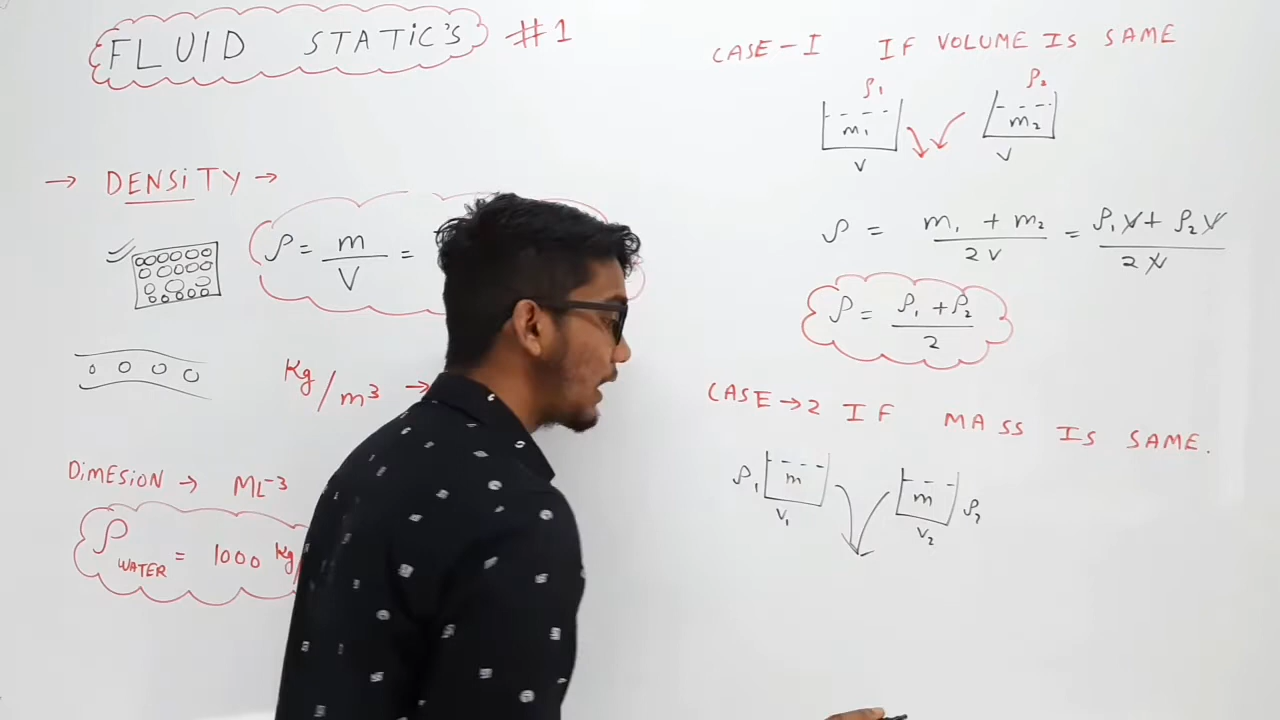 FLUID STATIC'S #1
→ DENSiTY →
ρ = m/V =
Kg/m³ →
DiMESiON → ML⁻³
ρ WATER = 1000 Kg/
CASE-I IF VOLUME IS SAME
ρ₁ ρ₂
m₁ m₂
V V
ρ = m₁ + m₂ / 2V = ρ₁V + ρ₂V / 2V
ρ = ρ₁ + ρ₂ / 2
CASE→2 IF MASS IS SAME.
ρ₁ m m ρ₂
V₁ V₂